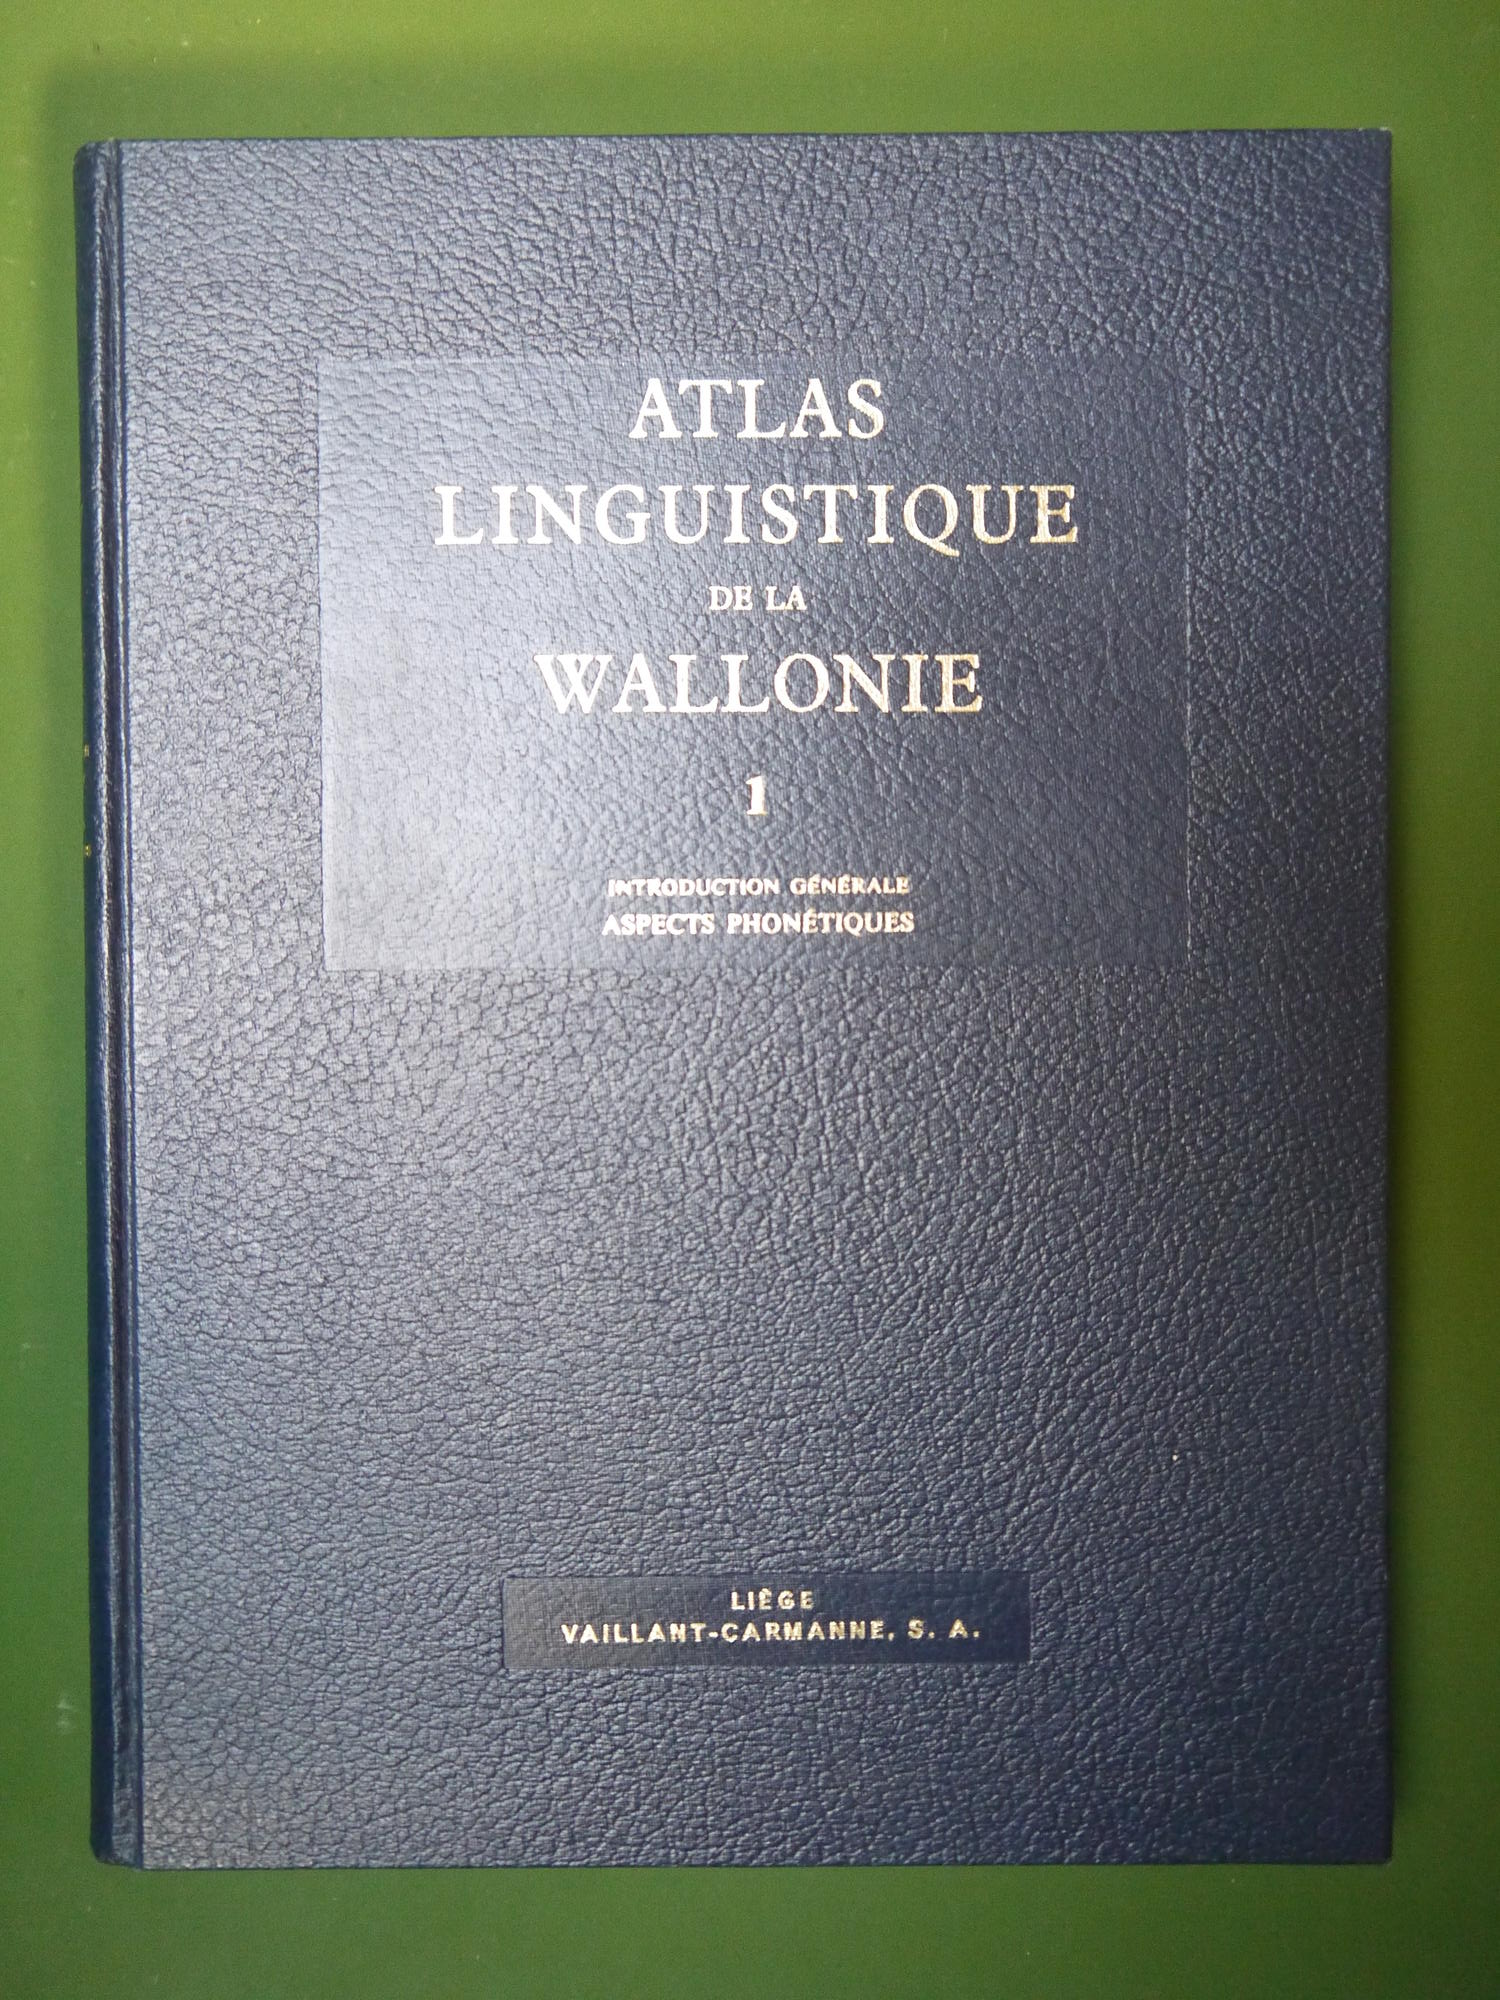 ATLAS
LINGUISTIQUE
DE LA
WALLONIE
1
INTRODUCTION GÉNÉRALE
ASPECTS PHONÉTIQUES
LIÈGE
VAILLANT-CARMANNE, S. A.